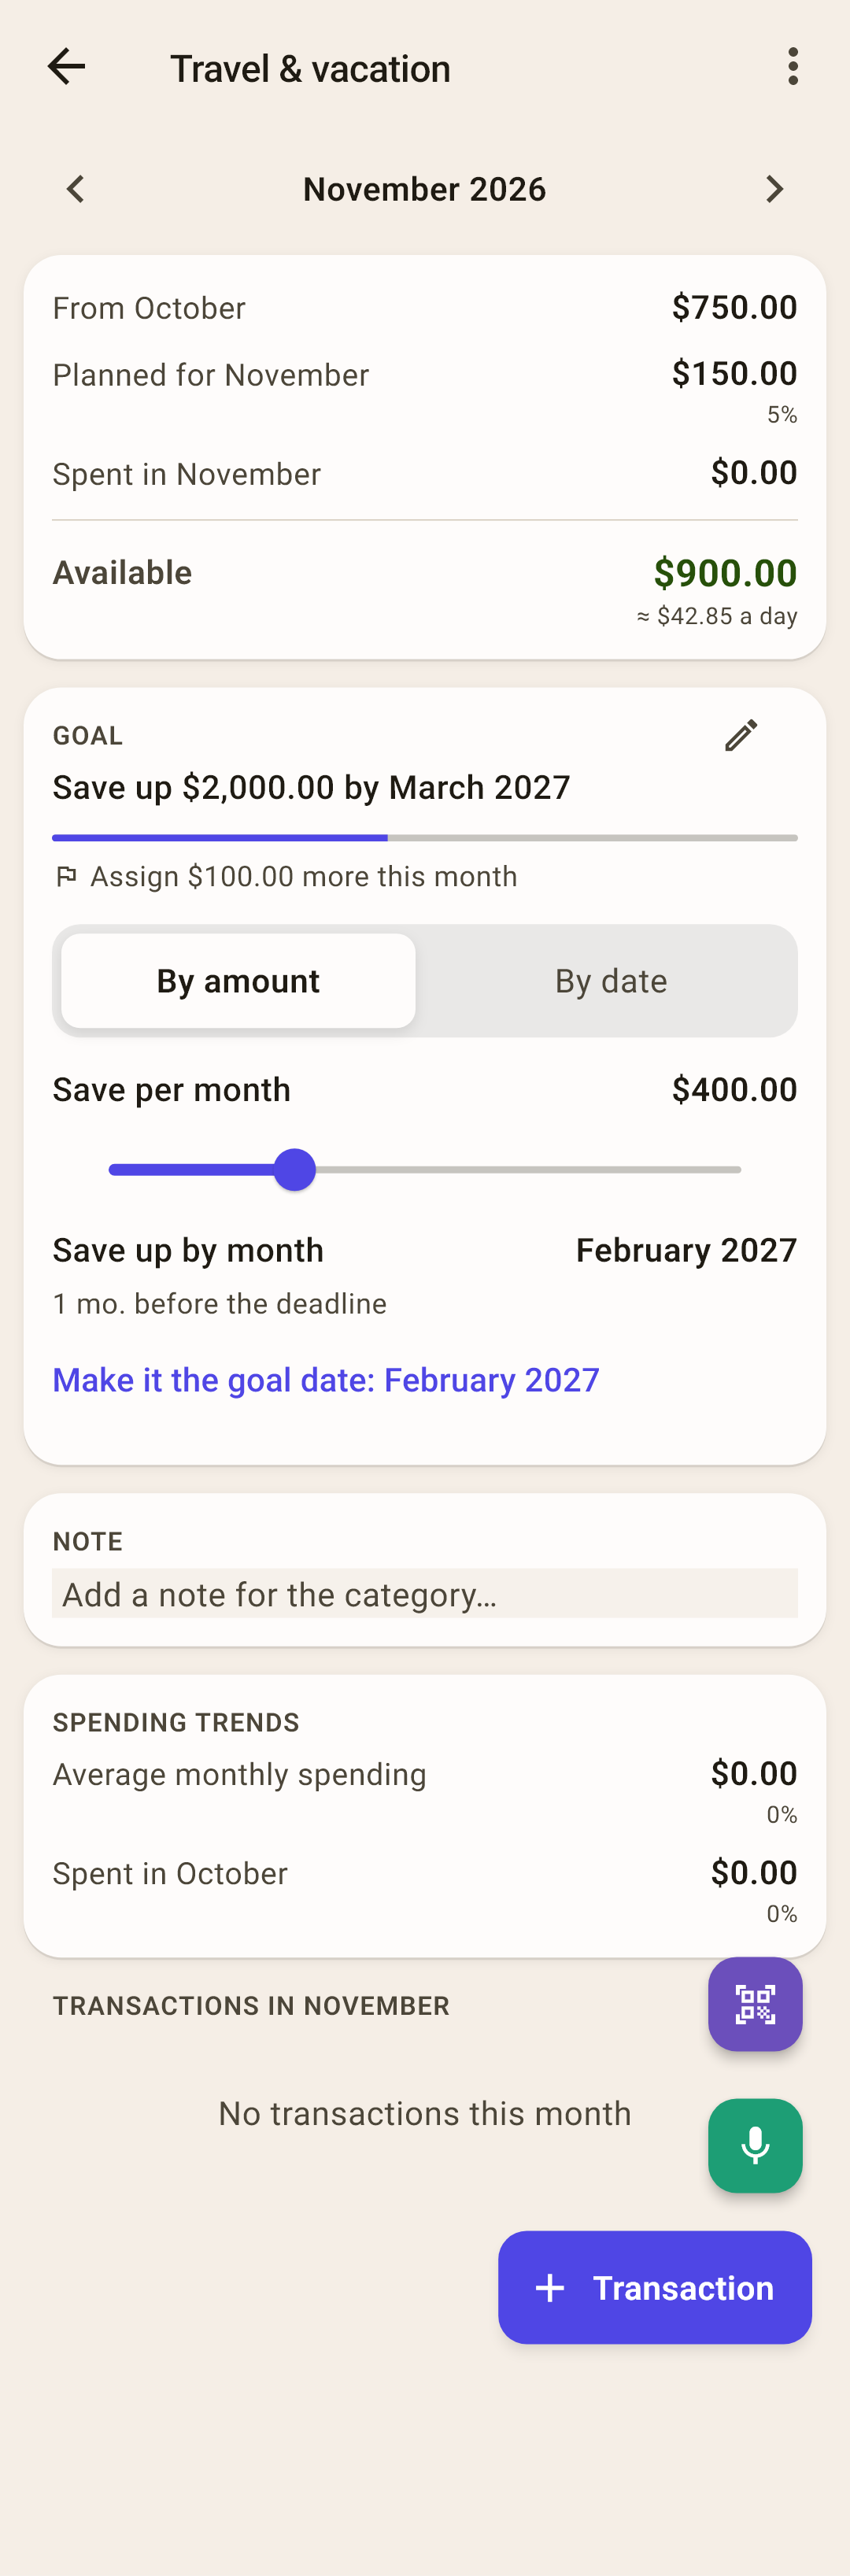 Travel & vacation
November 2026
From October $750.00
Planned for November $150.00
5%
Spent in November $0.00
Available $900.00
≈ $42.85 a day
GOAL
Save up $2,000.00 by March 2027
Assign $100.00 more this month
By amount By date
Save per month $400.00
Save up by month February 2027
1 mo. before the deadline
Make it the goal date: February 2027
NOTE
Add a note for the category…
SPENDING TRENDS
Average monthly spending $0.00
0%
Spent in October $0.00
0%
TRANSACTIONS IN NOVEMBER
No transactions this month
+ Transaction